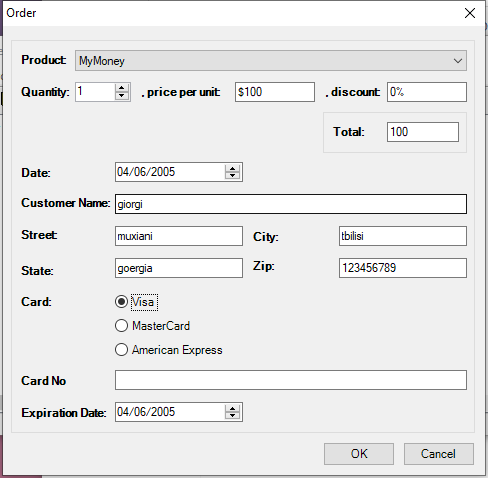 Order
Product: MyMoney
Quantity: 1 , price per unit: $100 , discount: 0%
Total: 100
Date: 04/06/2005
Customer Name: giorgi
Street: muxiani City: tbilisi
State: goergia Zip: 123456789
Card: Visa
MasterCard
American Express
Card No
Expiration Date: 04/06/2005
OK Cancel